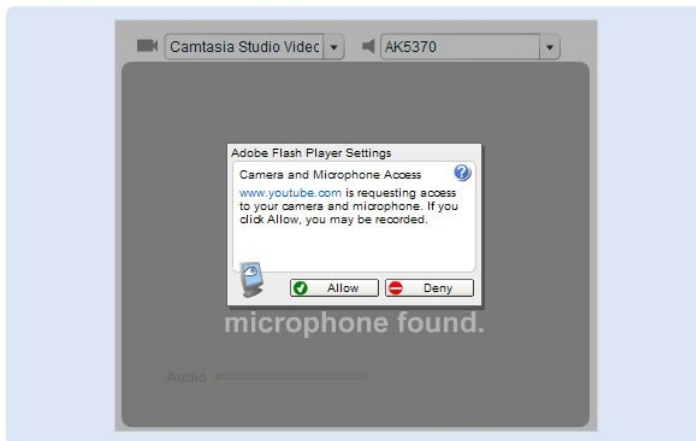 Camtasia Studio Videc
AK5370
Adobe Flash Player Settings
Camera and Microphone Access
www.youtube.com is requesting access
to your camera and microphone. If you
click Allow, you may be recorded.
Allow
Deny
microphone found.
Audio